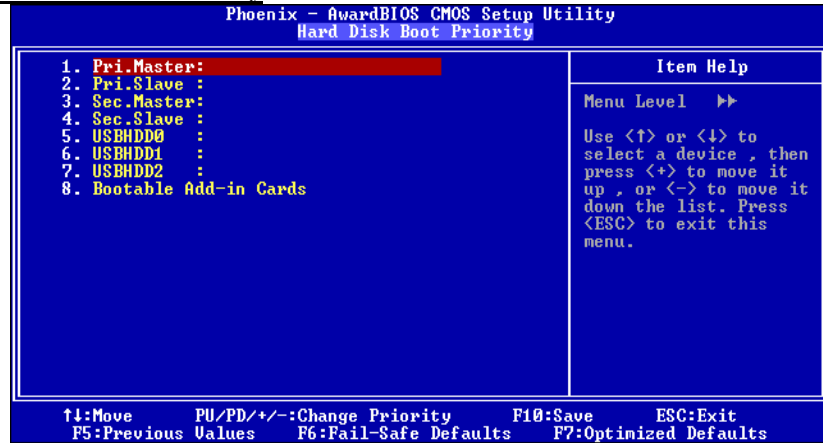 Phoenix - AwardBIOS CMOS Setup Utility
Hard Disk Boot Priority
1. Pri.Master:
2. Pri.Slave :
3. Sec.Master:
4. Sec.Slave :
5. USBHDD0 :
6. USBHDD1 :
7. USBHDD2 :
8. Bootable Add-in Cards
Item Help
Menu Level ▶▶
Use <↑> or <↓> to
select a device , then
press <+> to move it
up , or <-> to move it
down the list. Press
<ESC> to exit this
menu.
↑↓:Move PU/PD/+/-:Change Priority F10:Save ESC:Exit
F5:Previous Values F6:Fail-Safe Defaults F7:Optimized Defaults